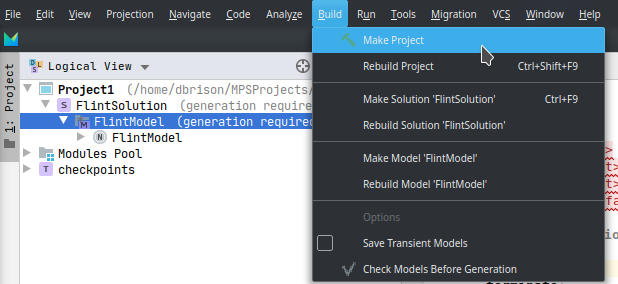 File Edit View Projection Navigate Code Analyze Build Run Tools Migration VCS Window Help
Make Project
Logical View
Rebuild Project Ctrl+Shift+F9
1: Project
Project1 (/home/dbrison/MPSProjects/
FlintSolution (generation require
Make Solution 'FlintSolution' Ctrl+F9
FlintModel (generation required
Rebuild Solution 'FlintSolution'
N FlintModel
Modules Pool
Make Model 'FlintModel'
checkpoints
Rebuild Model 'FlintModel'
Options
Save Transient Models
Check Models Before Generation